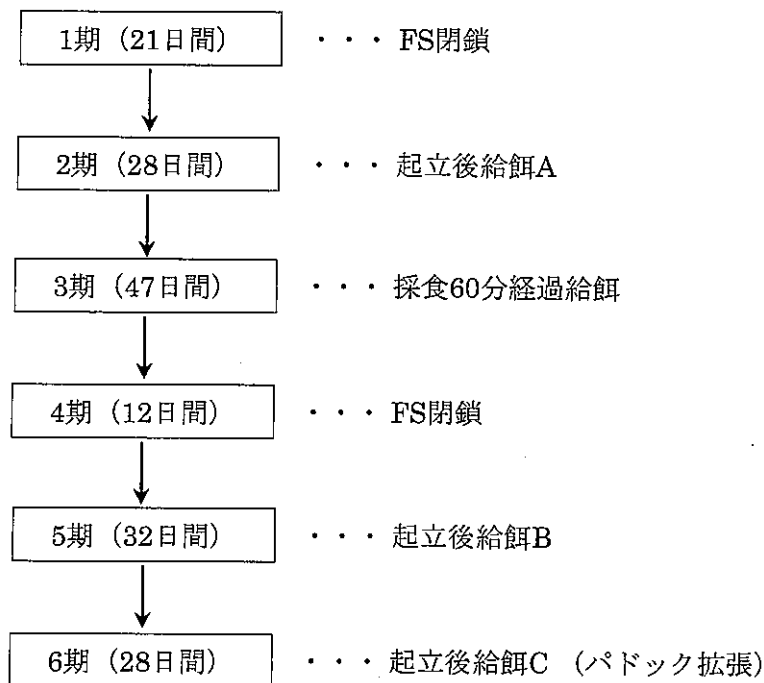 1期（21日間） ・・・ FS閉鎖
2期（28日間） ・・・ 起立後給餌A
3期（47日間） ・・・ 採食60分経過給餌
4期（12日間） ・・・ FS閉鎖
5期（32日間） ・・・ 起立後給餌B
6期（28日間） ・・・ 起立後給餌C （パドック拡張）